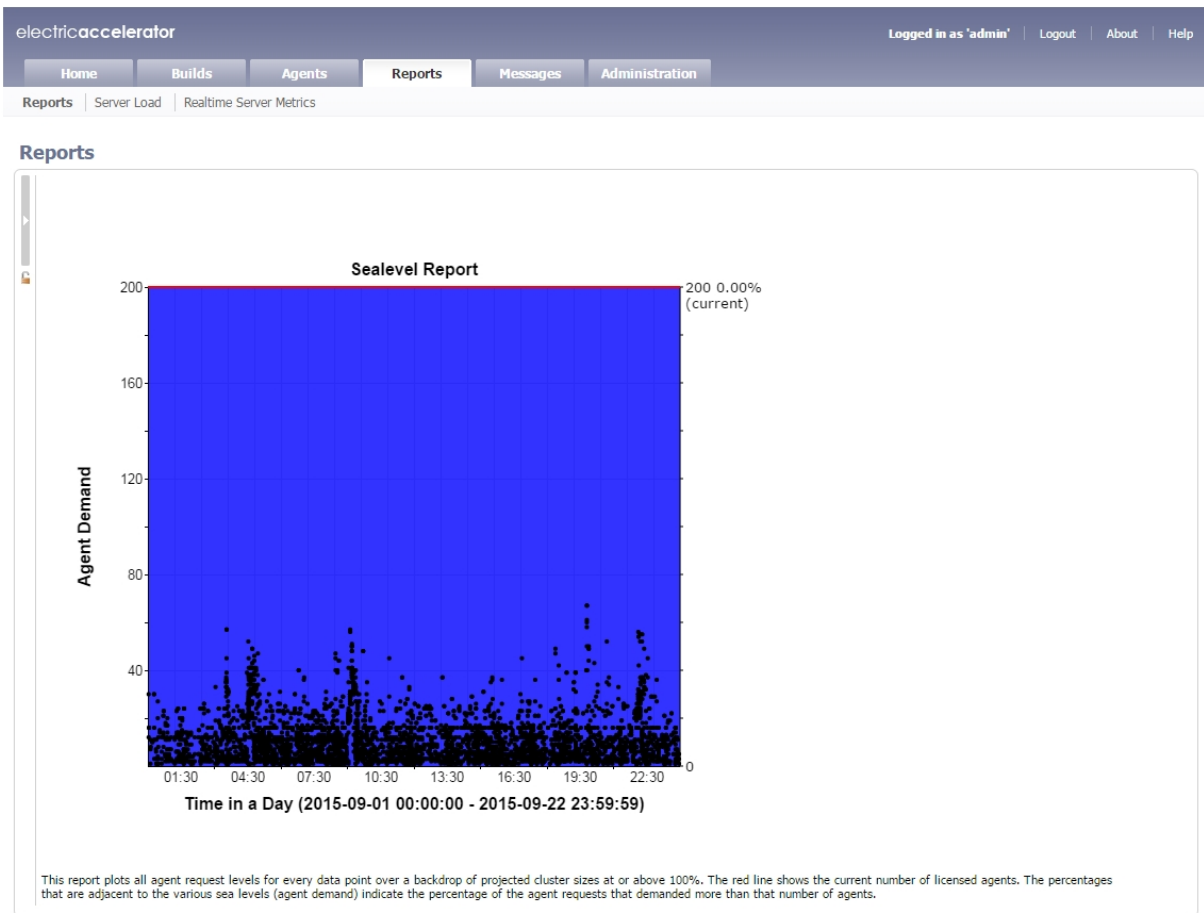 electricaccelerator
Logged in as 'admin' Logout About Help
Home Builds Agents Reports Messages Administration
Reports Server Load Realtime Server Metrics
Reports
Sealevel Report
200 200 0.00%
(current)
160
120
Agent Demand
80
40
0
01:30 04:30 07:30 10:30 13:30 16:30 19:30 22:30
Time in a Day (2015-09-01 00:00:00 - 2015-09-22 23:59:59)
This report plots all agent request levels for every data point over a backdrop of projected cluster sizes at or above 100%. The red line shows the current number of licensed agents. The percentages
that are adjacent to the various sea levels (agent demand) indicate the percentage of the agent requests that demanded more than that number of agents.